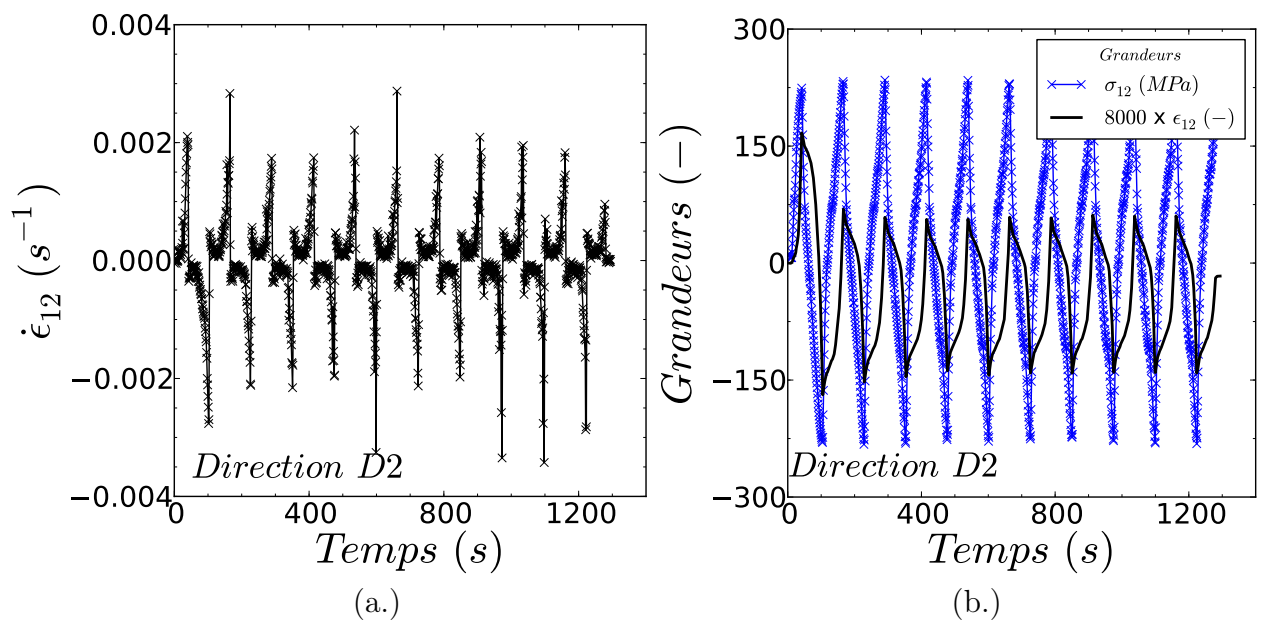 0.004
0.002
0.000
−0.002
−0.004
0 400 800 1200
ϵ̇₁₂ (s⁻¹)
Temps (s)
Direction D2
(a.)
300
150
0
−150
−300
0 400 800 1200
Grandeurs (−)
Temps (s)
Grandeurs
σ₁₂ (MPa)
8000 x ϵ₁₂ (−)
Direction D2
(b.)